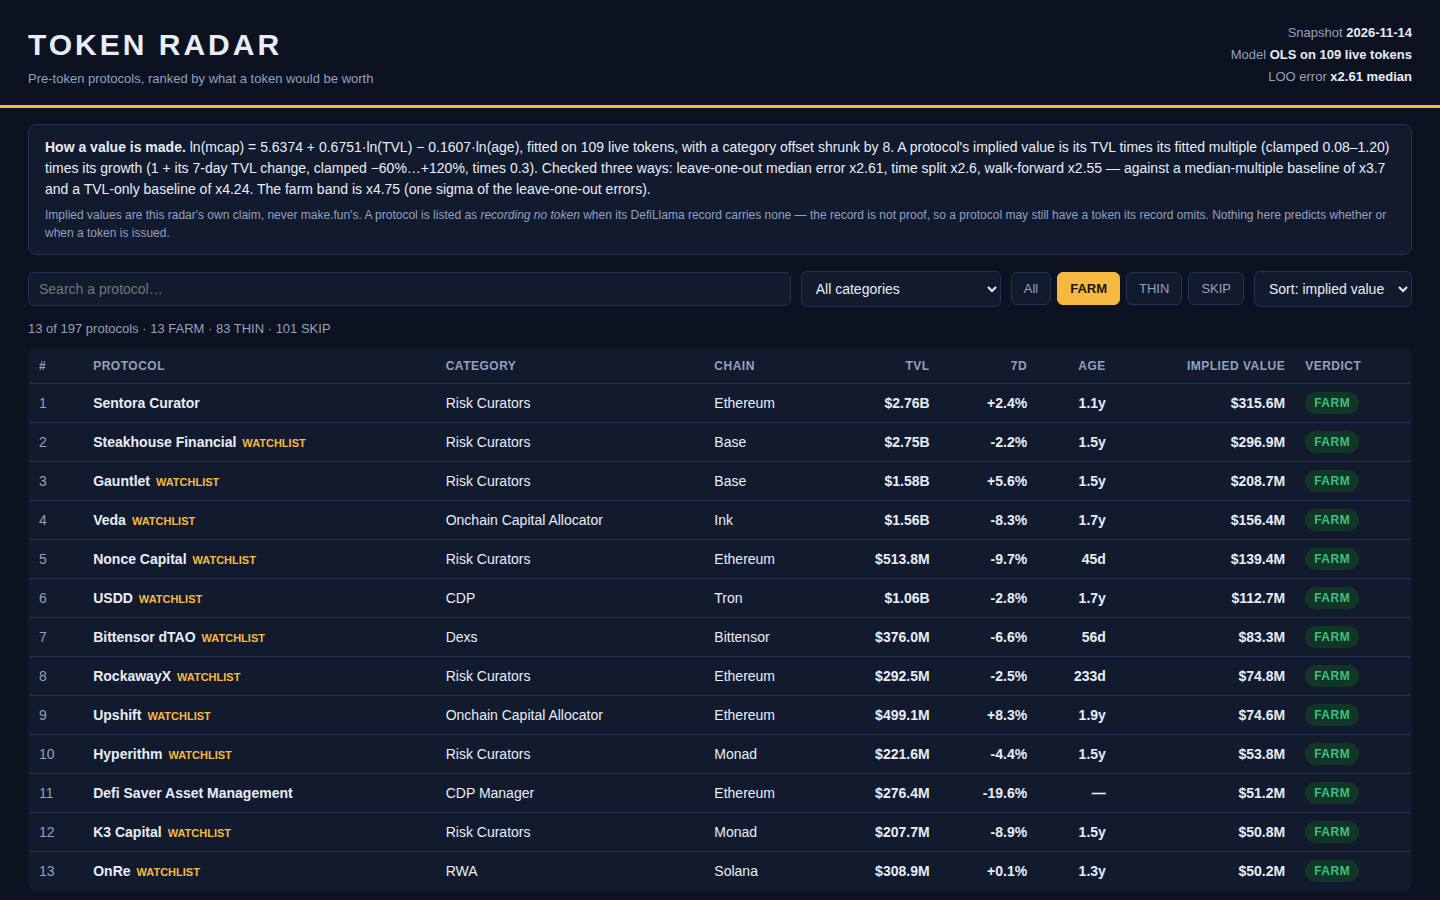 TOKEN RADAR
Pre-token protocols, ranked by what a token would be worth
Snapshot 2026-11-14
Model OLS on 109 live tokens
LOO error x2.61 median
How a value is made. ln(mcap) = 5.6374 + 0.6751·ln(TVL) − 0.1607·ln(age), fitted on 109 tokens, with a category offset shrunk by 8. A protocol's implied value is its TVL times its fitted multiple (clamped 0.08–1.20)
times its growth (1 + its 7-day TVL change, clamped −60%…+120%, times 0.3). Checked three ways: leave-one-out median error x2.61, time split x2.6, walk-forward x2.55 — against a median-multiple baseline of x3.7
and a TVL-only baseline of x4.24. The farm band is x4.75 (one sigma of the leave-one-out errors).
Implied values are this radar's own claim, never make.fun's. A protocol is listed as recording no token when its DefiLlama record carries none — the record is not proof, so a protocol may still have a token its record omits. Nothing here predicts whether or
when a token is issued.
Search a protocol… All categories All FARM THIN SKIP Sort: implied value
13 of 197 protocols · 13 FARM · 83 THIN · 101 SKIP
# PROTOCOL CATEGORY CHAIN TVL 7D AGE IMPLIED VALUE VERDICT
1 Sentora Curator Risk Curators Ethereum $2.76B +2.4% 1.1y $315.6M FARM
2 Steakhouse Financial WATCHLIST Risk Curators Base $2.75B -2.2% 1.5y $296.9M FARM
3 Gauntlet WATCHLIST Risk Curators Base $1.58B +5.6% 1.5y $208.7M FARM
4 Veda WATCHLIST Onchain Capital Allocator Ink $1.56B -8.3% 1.7y $156.4M FARM
5 Nonce Capital WATCHLIST Risk Curators Ethereum $513.8M -9.7% 45d $139.4M FARM
6 USDD WATCHLIST CDP Tron $1.06B -2.8% 1.7y $112.7M FARM
7 Bittensor dTAO WATCHLIST Dexs Bittensor $376.0M -6.6% 56d $83.3M FARM
8 RockawayX WATCHLIST Risk Curators Ethereum $292.5M -2.5% 233d $74.8M FARM
9 Upshift WATCHLIST Onchain Capital Allocator Ethereum $499.1M +8.3% 1.9y $74.6M FARM
10 Hyperithm WATCHLIST Risk Curators Monad $221.6M -4.4% 1.5y $53.8M FARM
11 Defi Saver Asset Management CDP Manager Ethereum $276.4M -19.6% — $51.2M FARM
12 K3 Capital WATCHLIST Risk Curators Monad $207.7M -8.9% 1.5y $50.8M FARM
13 OnRe WATCHLIST RWA Solana $308.9M +0.1% 1.3y $50.2M FARM